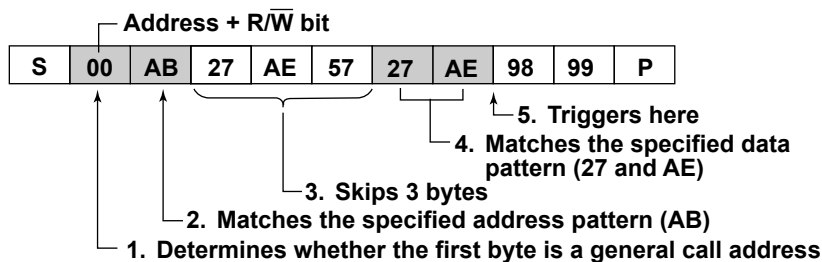 Address + R/W̅ bit
S 00 AB 27 AE 57 27 AE 98 99 P
5. Triggers here
4. Matches the specified data
pattern (27 and AE)
3. Skips 3 bytes
2. Matches the specified address pattern (AB)
1. Determines whether the first byte is a general call address